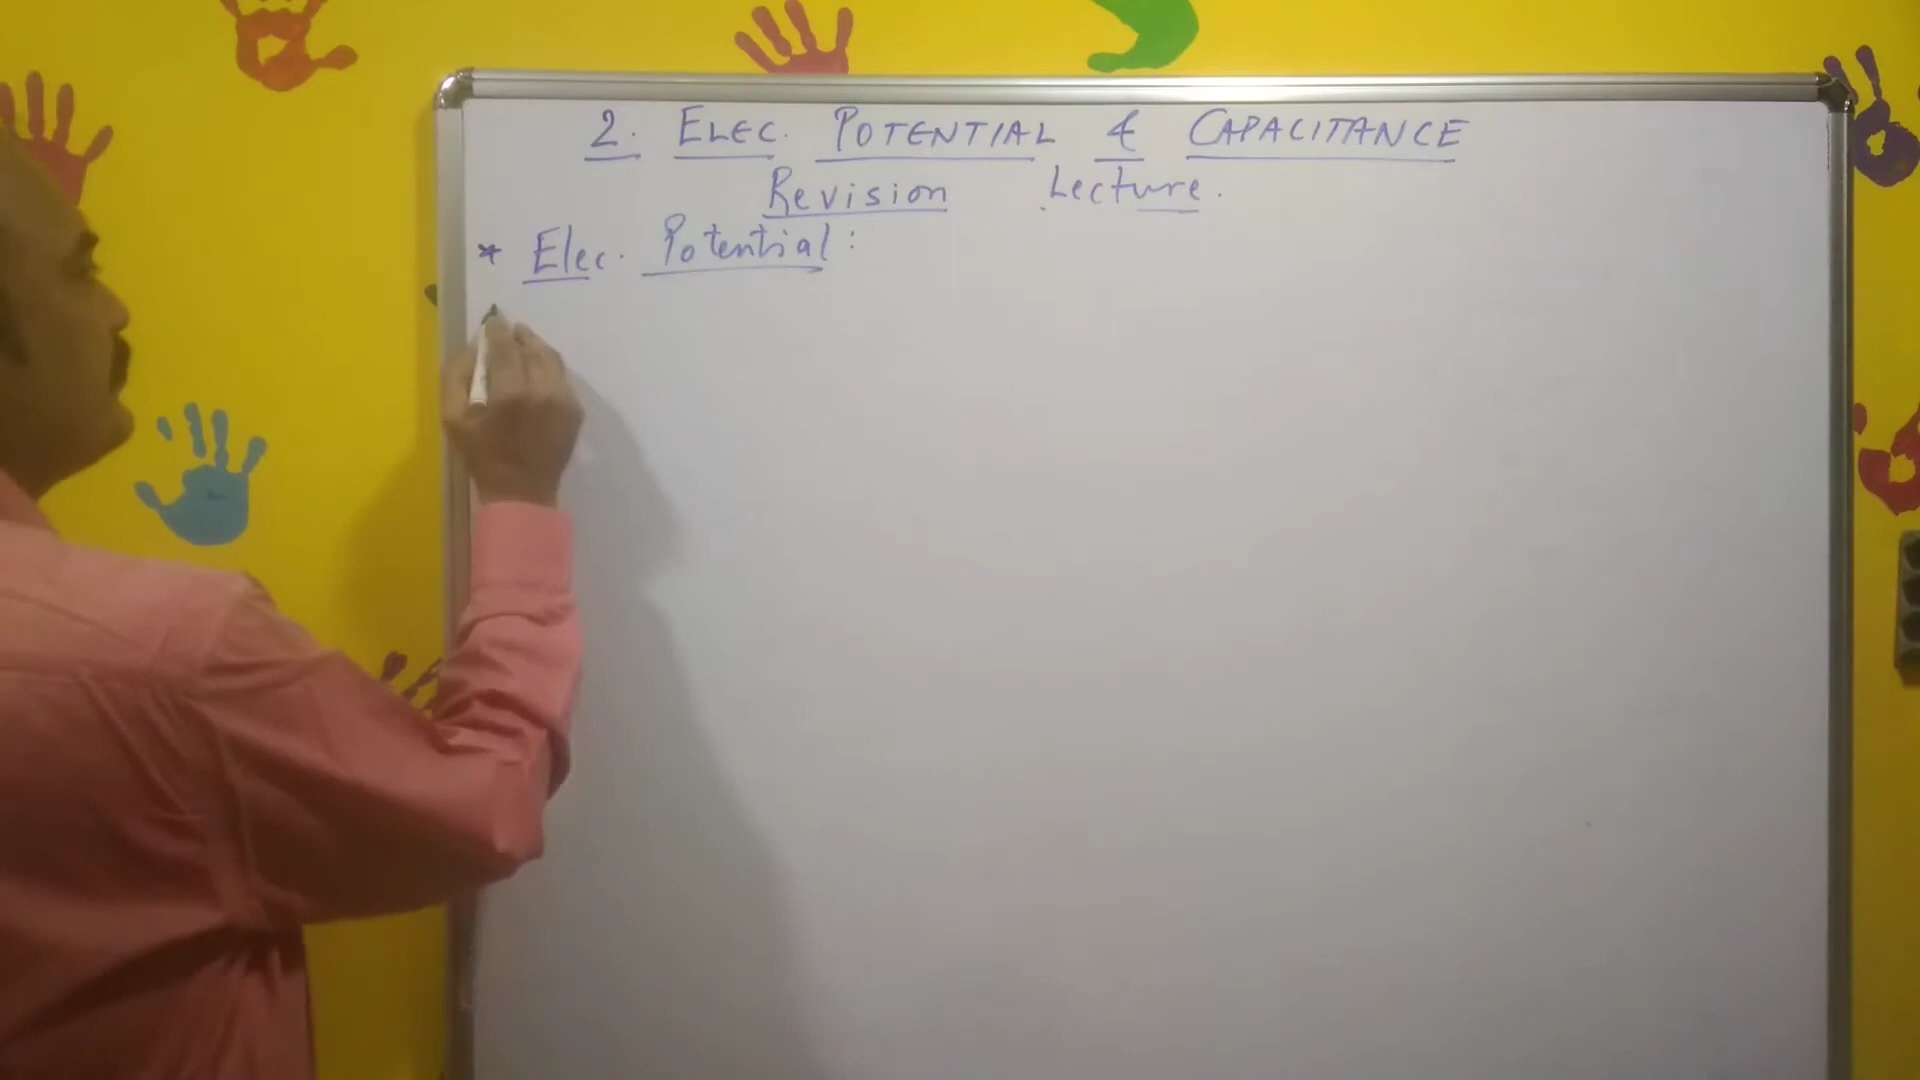 2. ELEC. POTENTIAL & CAPACITANCE
Revision Lecture.
* Elec. Potential: